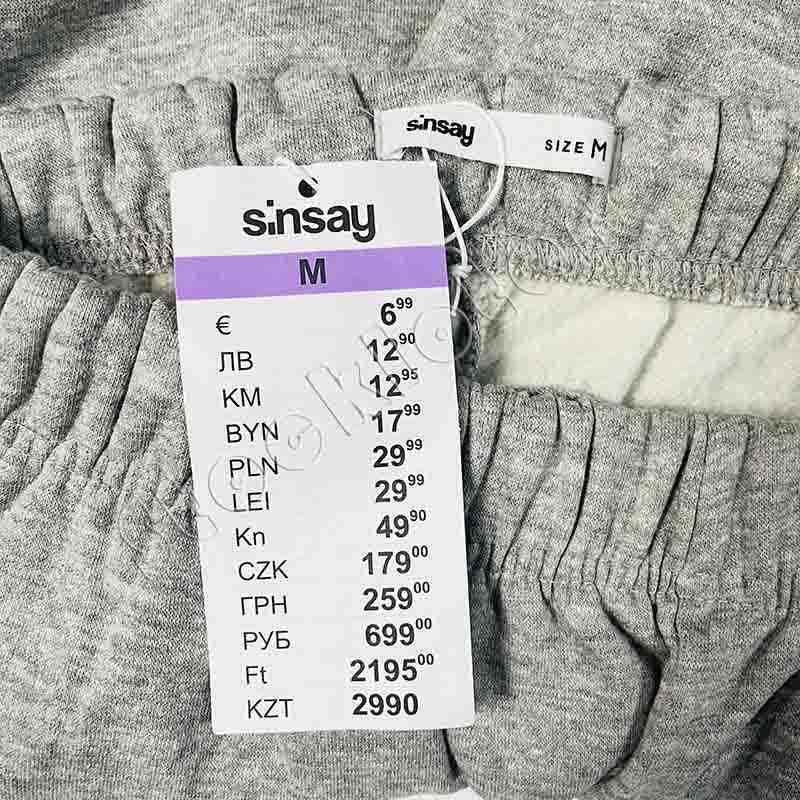 sinsay
SIZE M
sinsay
M
€ 6⁹⁹
ЛВ 12⁹⁰
KM 12⁹⁵
BYN 17⁹⁹
PLN 29⁹⁹
LEI 29⁹⁹
Kn 49⁹⁰
CZK 179⁰⁰
ГРН 259⁰⁰
РУБ 699⁰⁰
Ft 2195⁰⁰
KZT 2990